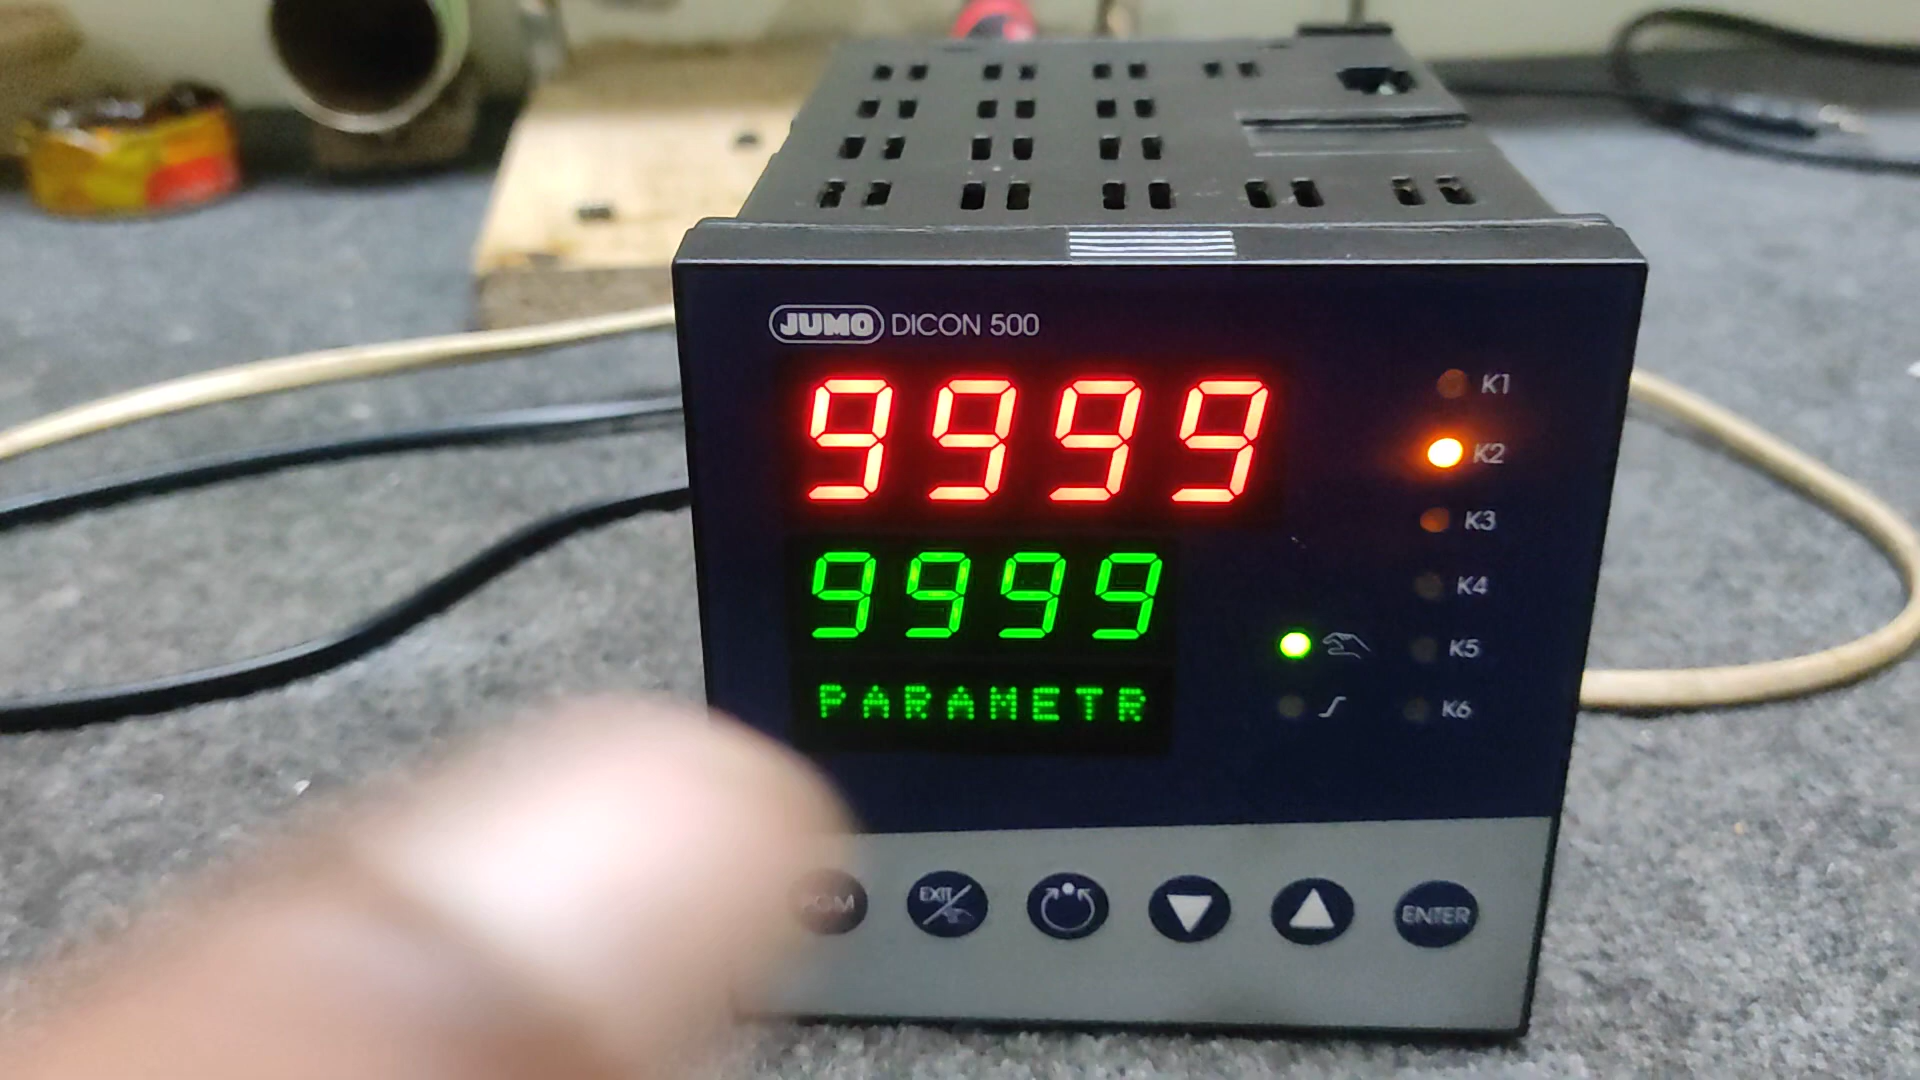 JUMO DICON 500
9999
9999
PARAMETR
K1
K2
K3
K4
K5
K6
EXIT
ENTER